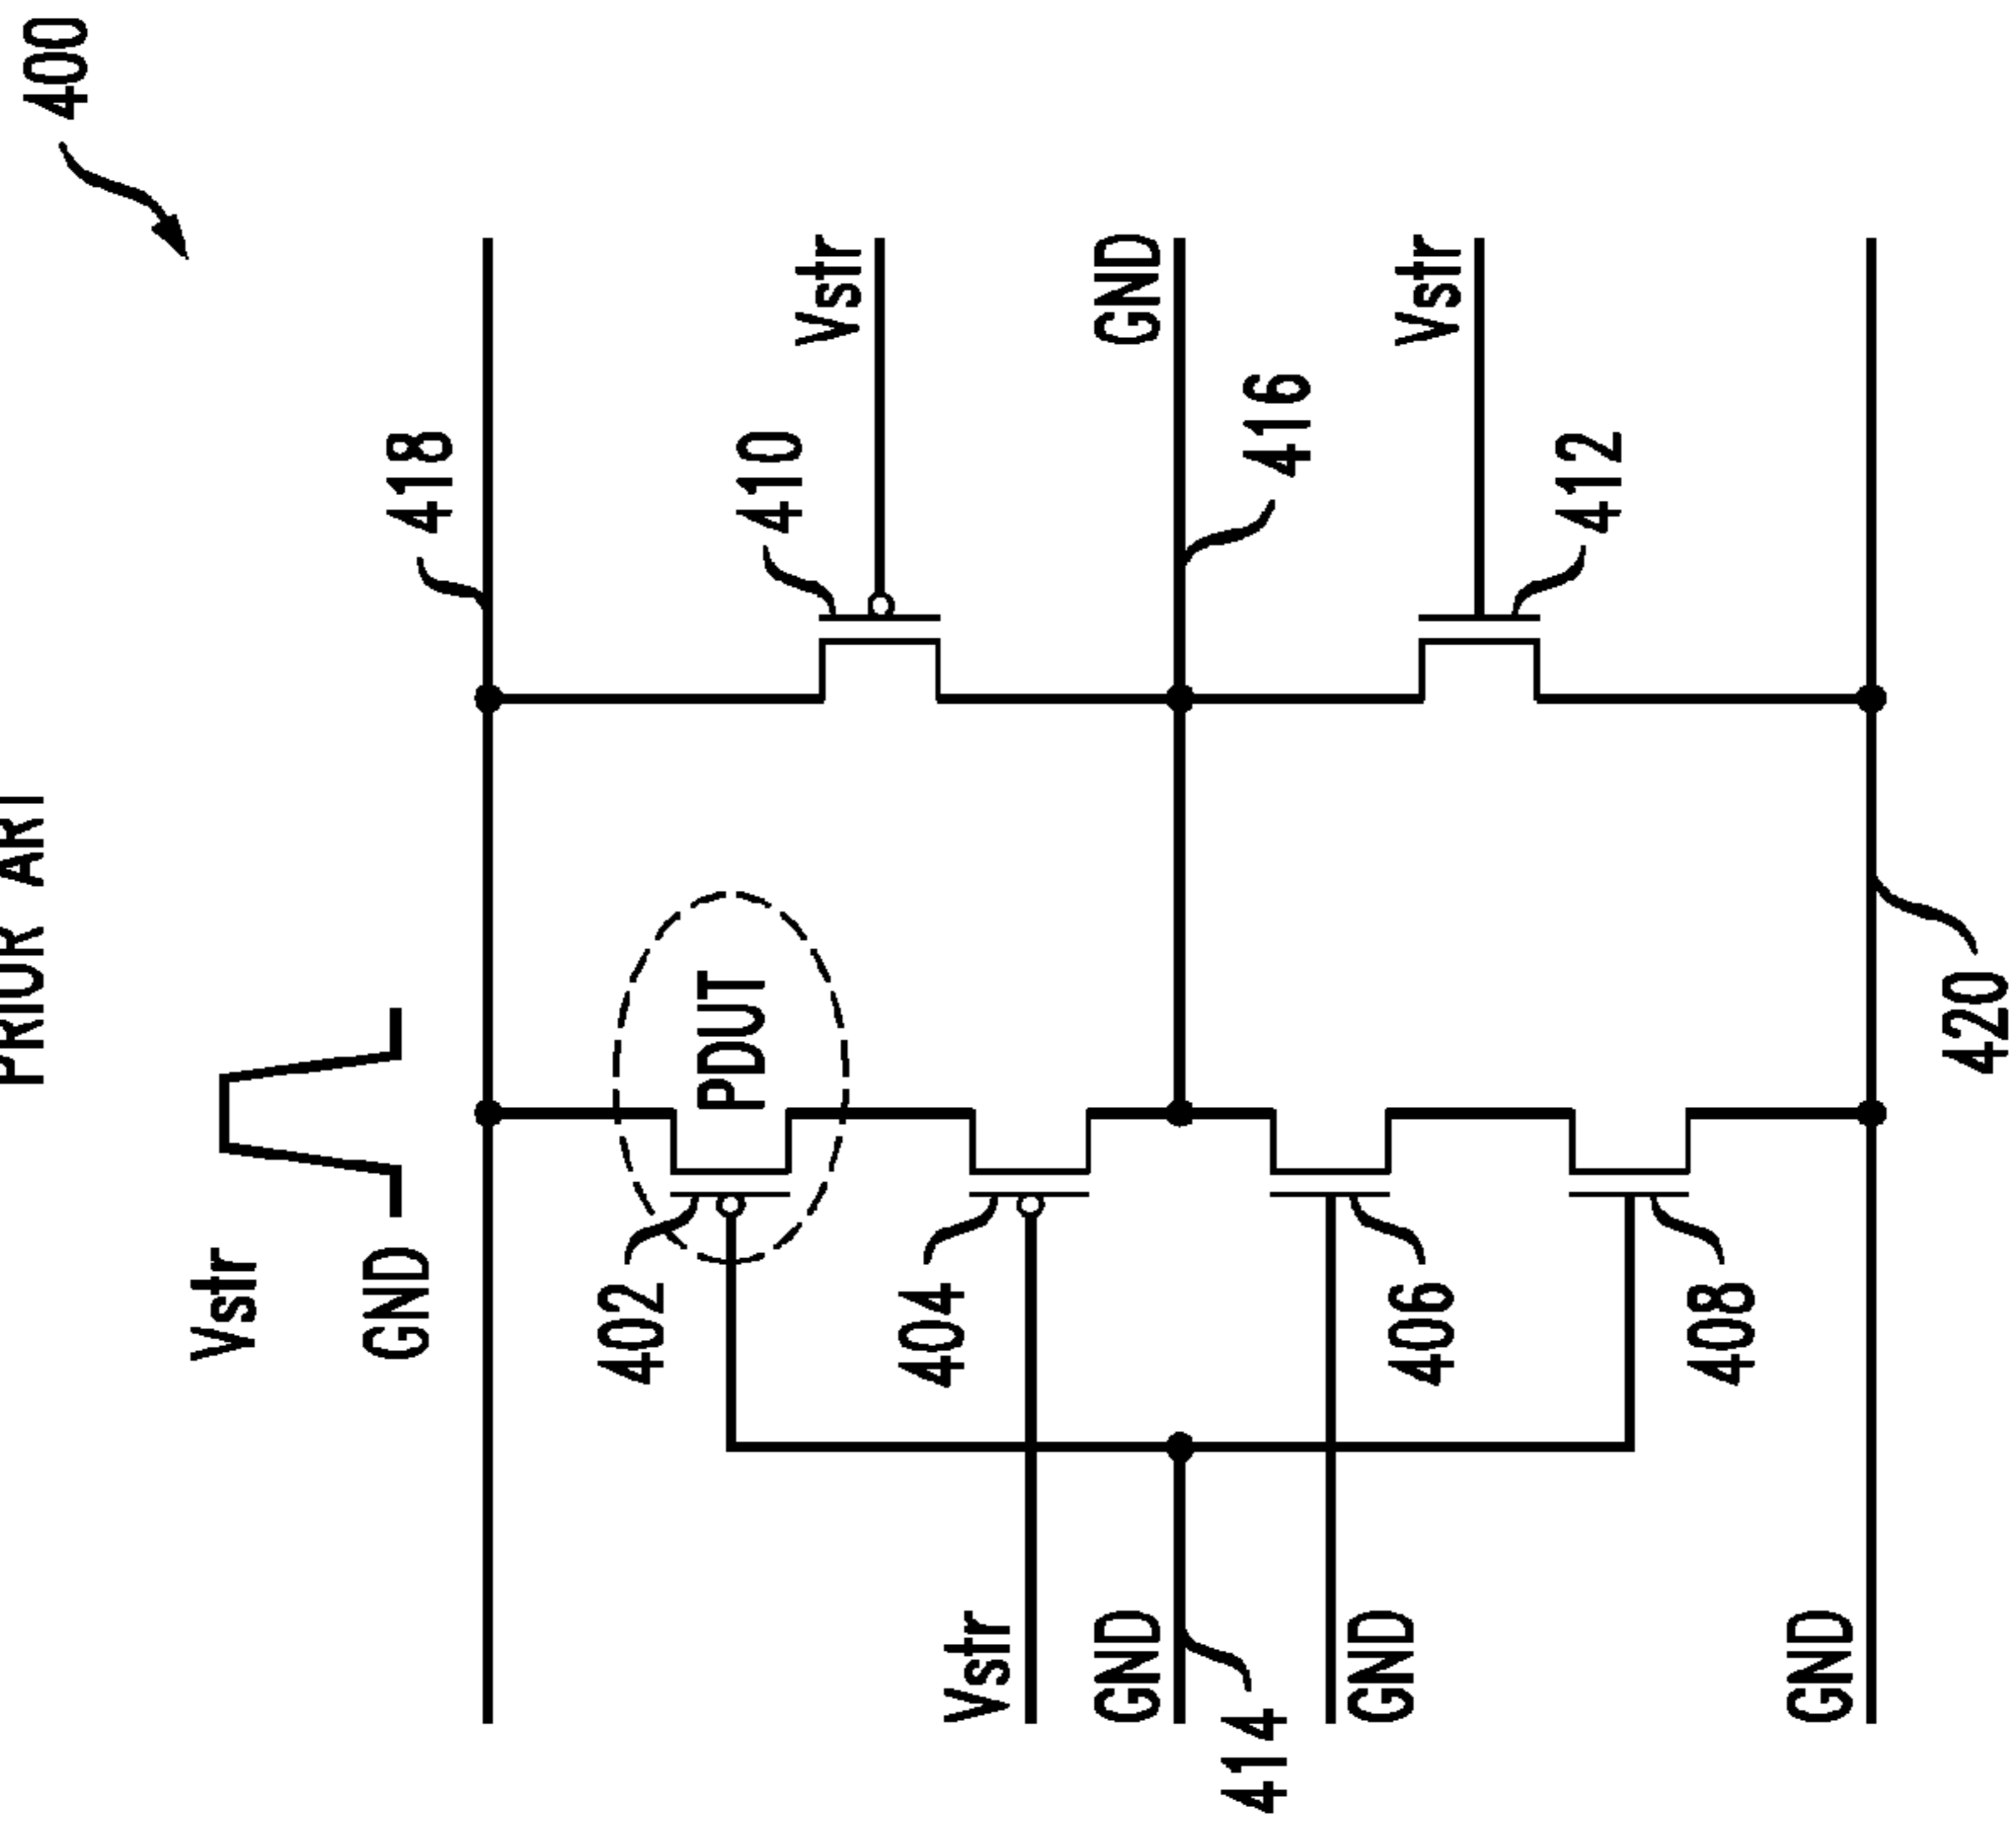 PRIOR ART
400
Vstr
GND
418
402
PDUT
410
Vstr
404
Vstr
GND
GND
414
416
GND
406
Vstr
412
408
GND
420